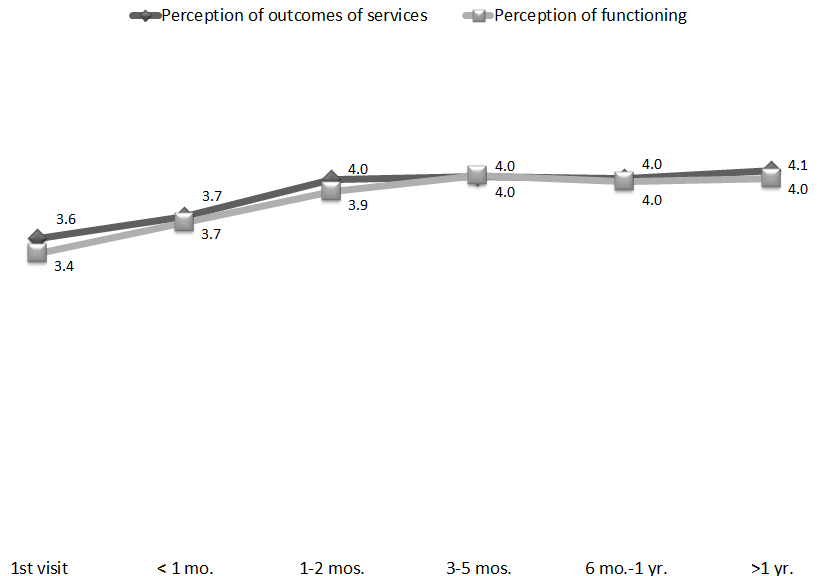 Perception of outcomes of services Perception of functioning
4.0 4.0 4.0 4.1
3.6 3.7 4.0 4.0 4.0
3.4 3.7 3.9
1st visit < 1 mo. 1-2 mos. 3-5 mos. 6 mo.-1 yr. >1 yr.